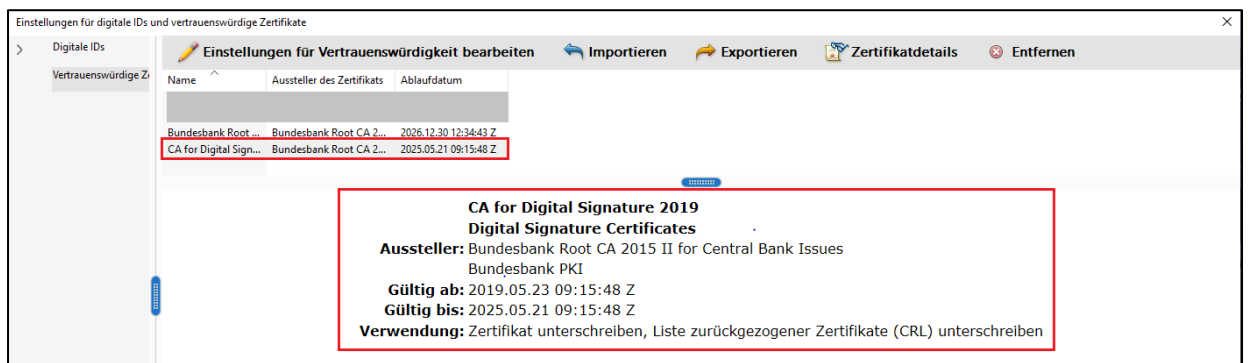 Einstellungen für digitale IDs und vertrauenswürdige Zertifikate
Digitale IDs
Vertrauenswürdige Ze
Einstellungen für Vertrauenswürdigkeit bearbeiten Importieren Exportieren Zertifikatdetails Entfernen
Name Aussteller des Zertifikats Ablaufdatum
Bundesbank Root ... Bundesbank Root CA 2... 2026.12.30 12:34:43 Z
CA for Digital Sign... Bundesbank Root CA 2... 2025.05.21 09:15:48 Z
CA for Digital Signature 2019
Digital Signature Certificates
Aussteller: Bundesbank Root CA 2015 II for Central Bank Issues
Bundesbank PKI
Gültig ab: 2019.05.23 09:15:48 Z
Gültig bis: 2025.05.21 09:15:48 Z
Verwendung: Zertifikat unterschreiben, Liste zurückgezogener Zertifikate (CRL) unterschreiben